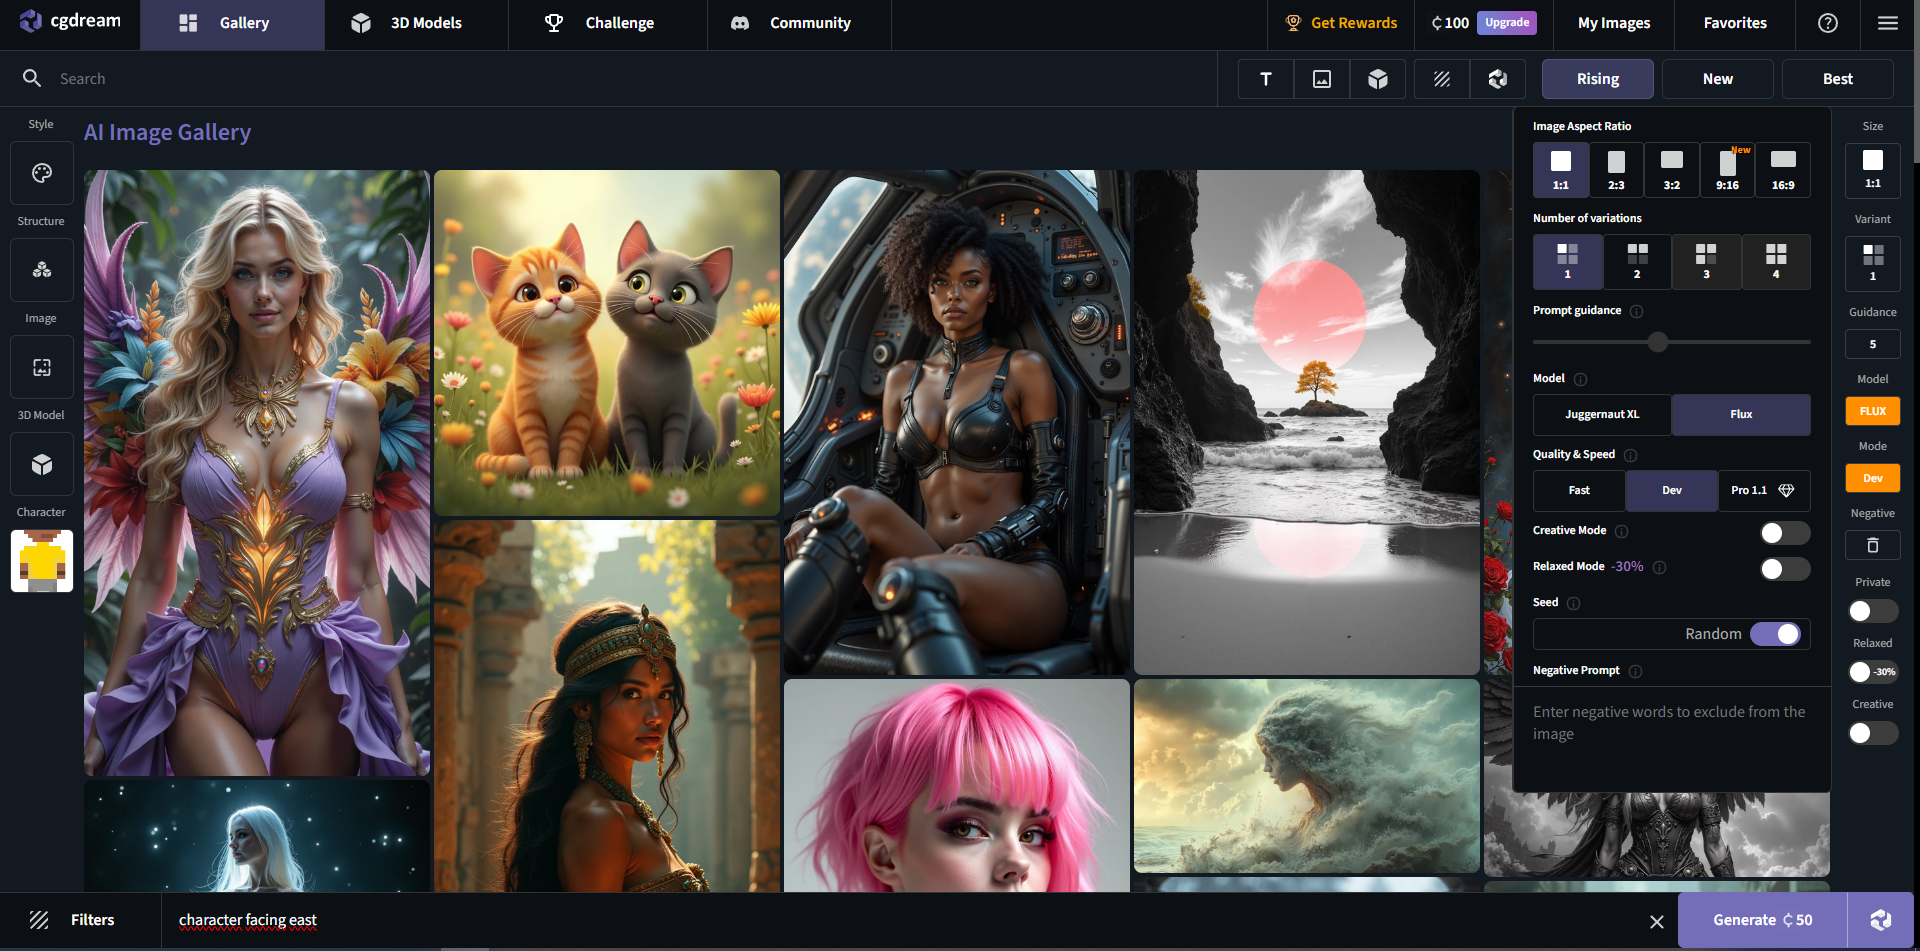 cgdream
Gallery
3D Models
Challenge
Community
Get Rewards
₵100
Upgrade
My Images
Favorites
Search
T
Rising
New
Best
Style
Structure
Image
3D Model
Character
AI Image Gallery
Image Aspect Ratio
1:1
2:3
3:2
New
9:16
16:9
Number of variations
1
2
3
4
Prompt guidance
Model
Juggernaut XL
Flux
Quality & Speed
Fast
Dev
Pro 1.1
Creative Mode
Relaxed Mode -30%
Seed
Random
Negative Prompt
Enter negative words to exclude from the
image
Size
1:1
Variant
1
Guidance
5
Model
FLUX
Mode
Dev
Negative
Private
Relaxed
-30%
Creative
Filters
character facing east
Generate ₵50